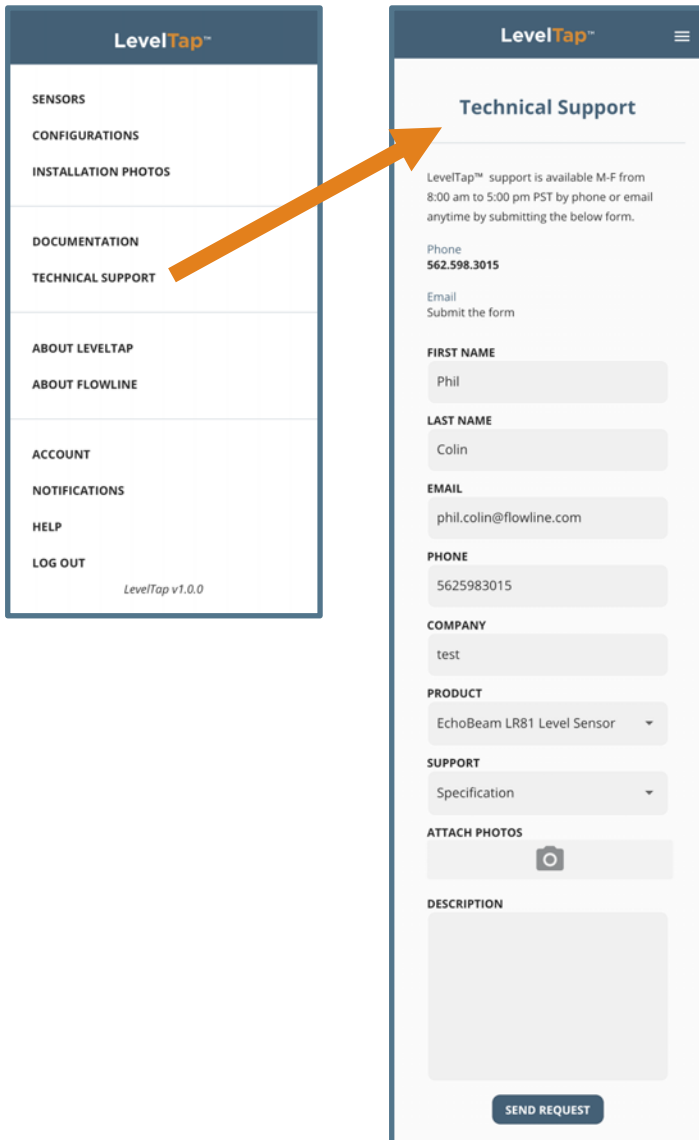 LevelTap™
SENSORS
CONFIGURATIONS
INSTALLATION PHOTOS
DOCUMENTATION
TECHNICAL SUPPORT
ABOUT LEVELTAP
ABOUT FLOWLINE
ACCOUNT
NOTIFICATIONS
HELP
LOG OUT
LevelTap v1.0.0
LevelTap™
Technical Support
LevelTap™ support is available M-F from
8:00 am to 5:00 pm PST by phone or email
anytime by submitting the below form.
Phone
562.598.3015
Email
Submit the form
FIRST NAME
Phil
LAST NAME
Colin
EMAIL
phil.colin@flowline.com
PHONE
5625983015
COMPANY
test
PRODUCT
EchoBeam LR81 Level Sensor
SUPPORT
Specification
ATTACH PHOTOS
DESCRIPTION
SEND REQUEST